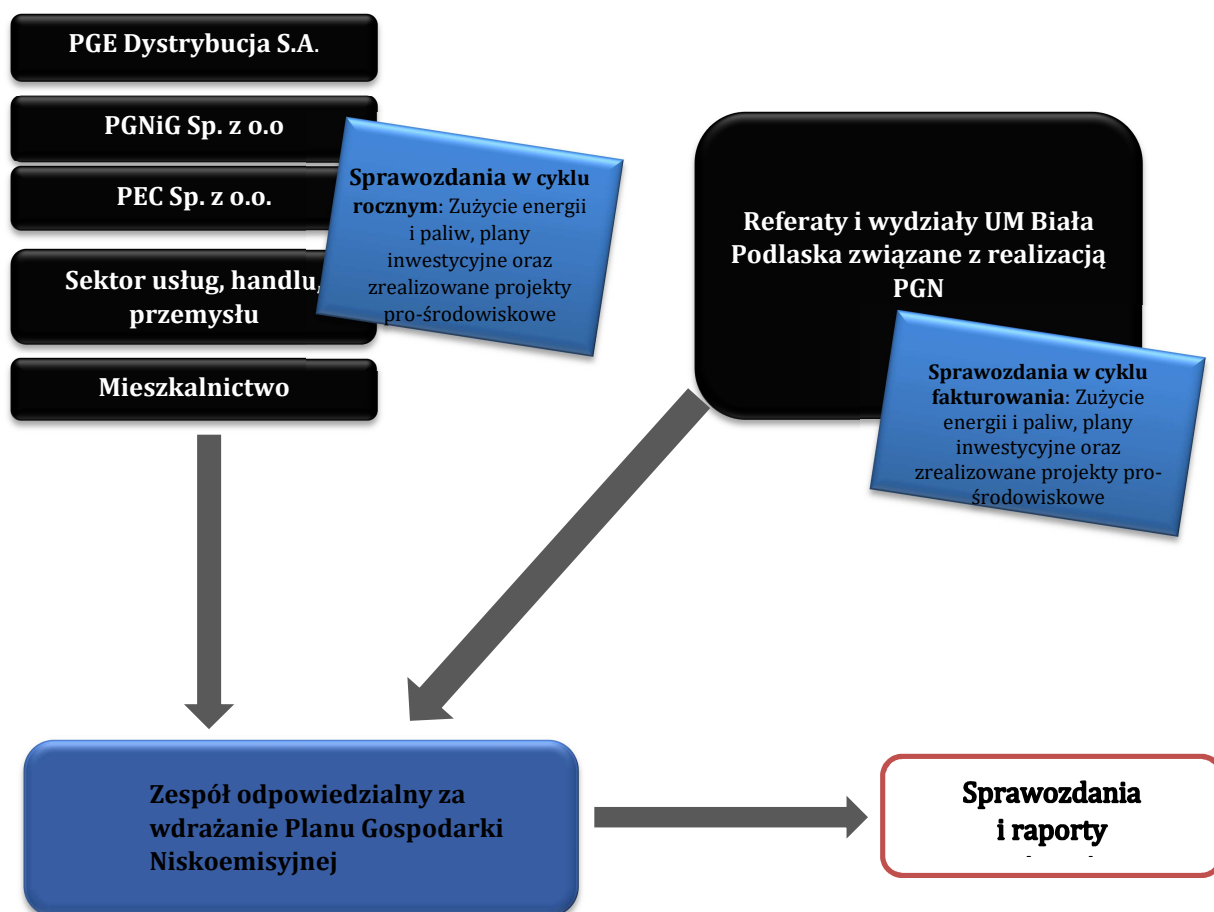 PGE Dystrybucja S.A.
PGNiG Sp. z o.o
PEC Sp. z o.o.
Sektor usług, handlu,
przemysłu
Mieszkalnictwo
Sprawozdania w cyklu
rocznym: Zużycie energii
i paliw, plany
inwestycyjne oraz
zrealizowane projekty
pro-środowiskowe
Referaty i wydziały UM Biała
Podlaska związane z realizacją
PGN
Sprawozdania w cyklu
fakturowania: Zużycie
energii i paliw, plany
inwestycyjne oraz
zrealizowane projekty pro-
środowiskowe
Zespół odpowiedzialny za
wdrażanie Planu Gospodarki
Niskoemisyjnej
Sprawozdania
i raporty